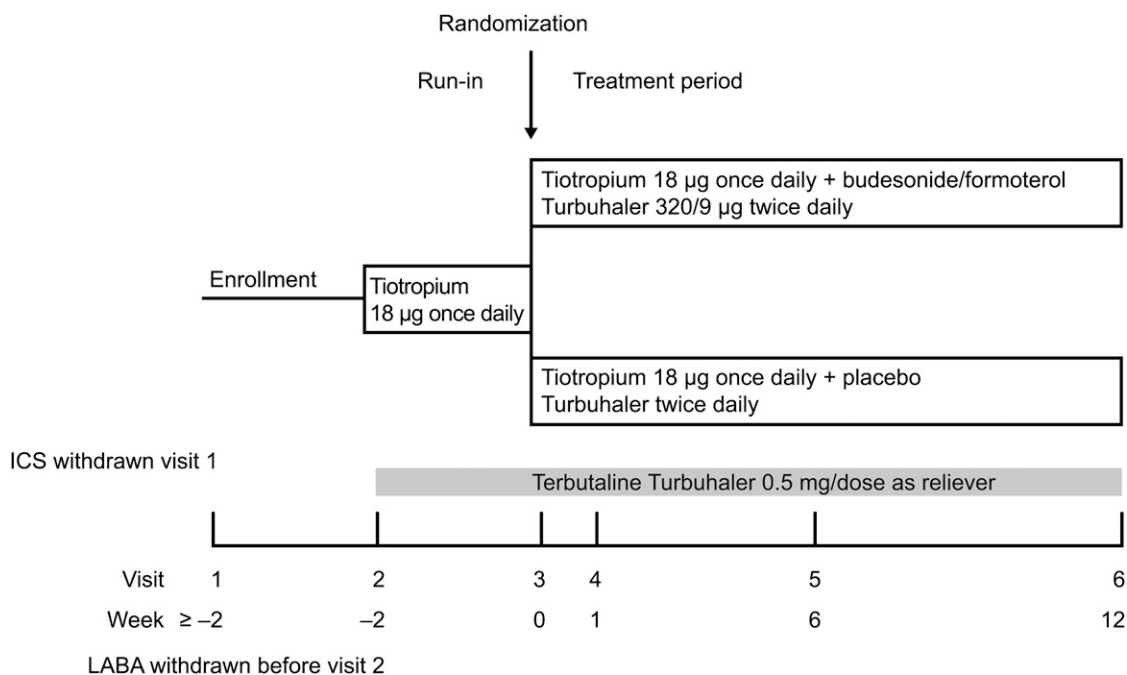 Randomization
Run-in
Treatment period
Tiotropium 18 µg once daily + budesonide/formoterol
Turbuhaler 320/9 µg twice daily
Enrollment
Tiotropium
18 µg once daily
Tiotropium 18 µg once daily + placebo
Turbuhaler twice daily
ICS withdrawn visit 1
Terbutaline Turbuhaler 0.5 mg/dose as reliever
Visit 1 2 3 4 5 6
Week ≥ –2 –2 0 1 6 12
LABA withdrawn before visit 2